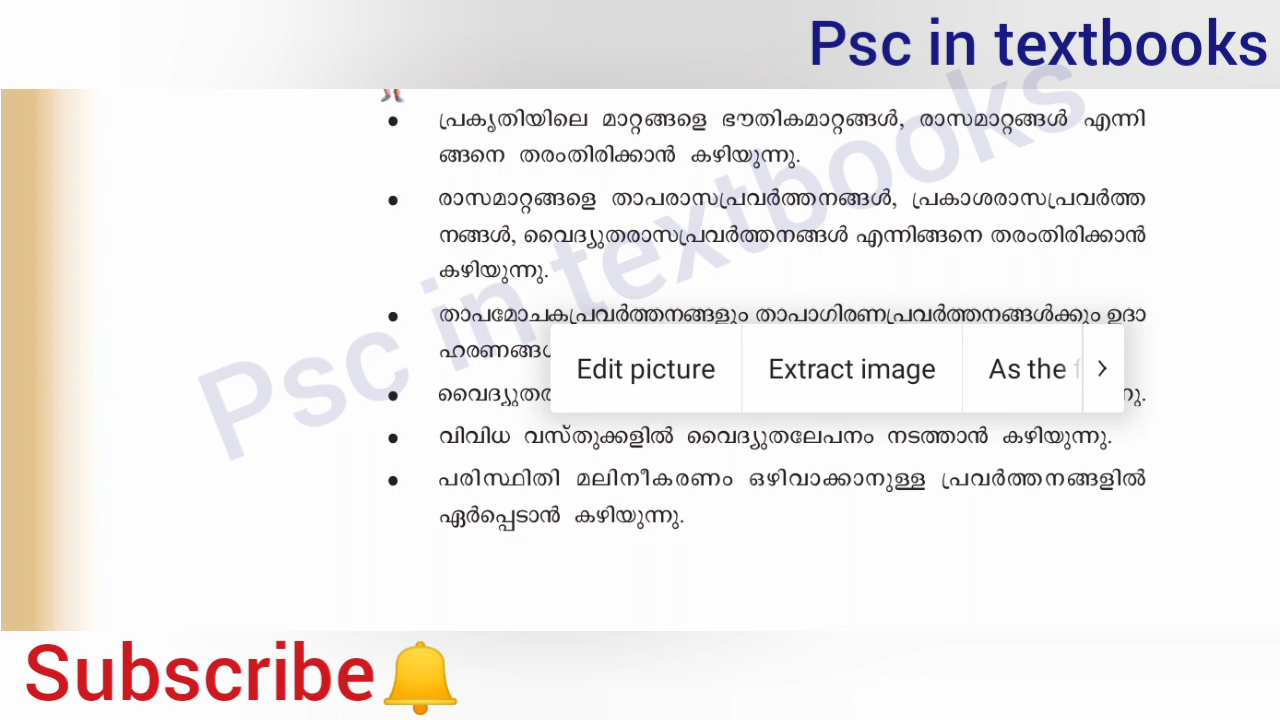 Psc in textbooks
പ്രകൃതിയിലെ മാറ്റങ്ങളെ ഭൗതികമാറ്റങ്ങൾ, രാസമാറ്റങ്ങൾ എന്നി
ങ്ങനെ തരംതിരിക്കാൻ കഴിയുന്നു.
രാസമാറ്റങ്ങളെ താപരാസപ്രവർത്തനങ്ങൾ, പ്രകാശരാസപ്രവർത്ത
നങ്ങൾ, വൈദ്യുതരാസപ്രവർത്തനങ്ങൾ എന്നിങ്ങനെ തരംതിരിക്കാൻ
കഴിയുന്നു.
താപമോചകപ്രവർത്തനങ്ങളും താപാഗിരണപ്രവർത്തനങ്ങൾക്കും ഉദാ
Edit picture Extract image As the
വിവിധ വസ്തുക്കളിൽ വൈദ്യുതലേപനം നടത്താൻ കഴിയുന്നു.
പരിസ്ഥിതി മലിനീകരണം ഒഴിവാക്കാനുള്ള പ്രവർത്തനങ്ങളിൽ
ഏർപ്പെടാൻ കഴിയുന്നു.
Psc in textbooks
Subscribe